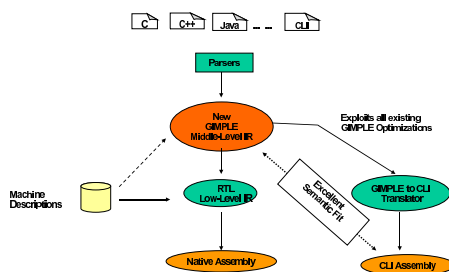 C
C++
Java
CLI
Parsers
New
GIMPLE
Middle-Level IR
Exploits all existing
GIMPLE Optimizations
Machine
Descriptions
RTL
Low-Level IR
Excellent
Semantic Fit
GIMPLE to CLI
Translator
Native Assembly
CLI Assembly